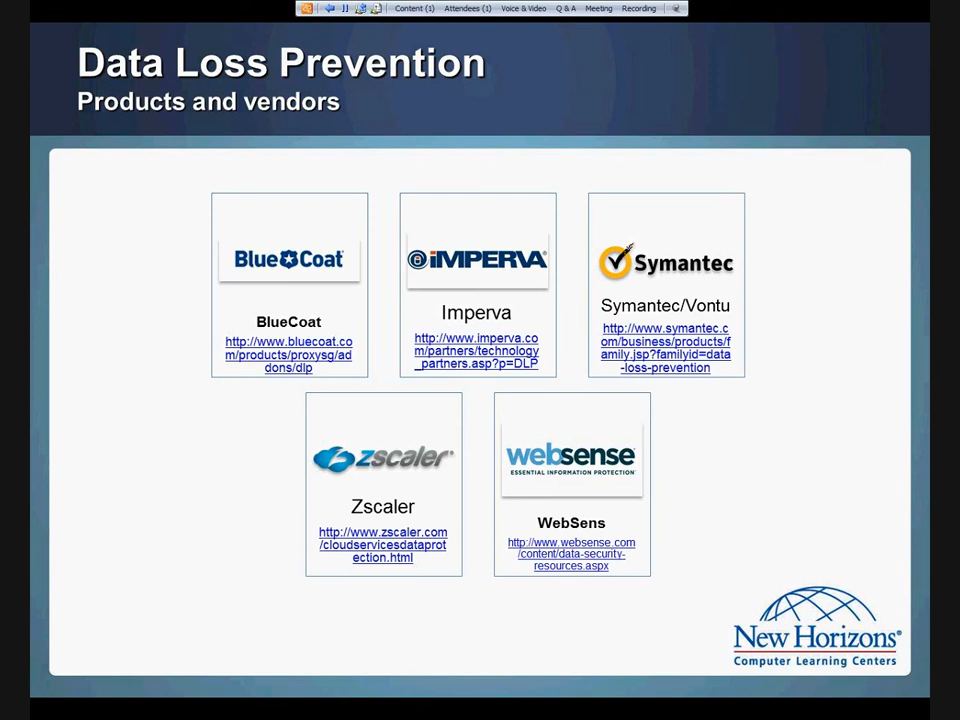 Content (1) Attendees (1) Voice & Video Q & A Meeting Recording
Data Loss Prevention
Products and vendors
Blue Coat
BlueCoat
http://www.bluecoat.co
m/products/proxysg/ad
dons/dlp
IMPERVA
Imperva
http://www.imperva.co
m/partners/technology
_partners.asp?p=DLP
Symantec
Symantec/Vontu
http://www.symantec.c
om/business/products/f
amily.jsp?familyid=data
-loss-prevention
zscaler
Zscaler
http://www.zscaler.com
/cloudservicesdataprot
ection.html
websense
ESSENTIAL INFORMATION PROTECTION
WebSens
http://www.websense.com
/content/data-security-
resources.aspx
New Horizons®
Computer Learning Centers